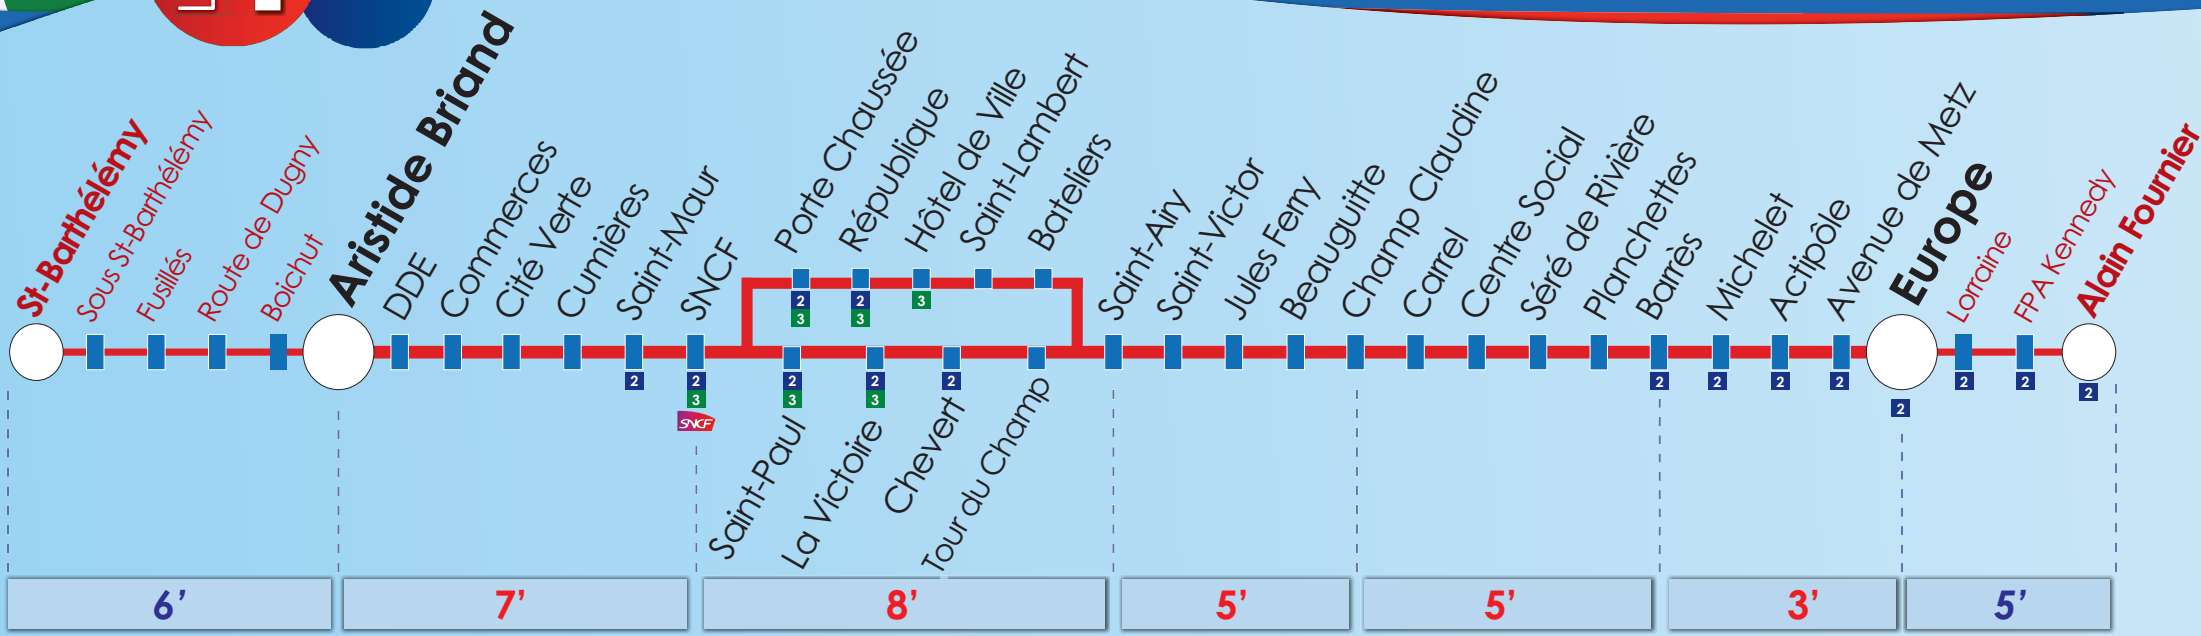 St-Barthélémy
Sous St-Barthélémy
Fusillés
Route de Dugny
Boichut
Aristide Briand
DDE
Commerces
Cité Verte
Cumières
Saint-Maur
2
SNCF
2
3
SNCF
Porte Chaussée
2
3
République
2
3
Hôtel de Ville
3
Saint-Lambert
Bateliers
2
3
Saint-Paul
2
3
La Victoire
2
Chevert
Tour du Champ
Saint-Airy
Saint-Victor
Jules Ferry
Beauguitte
Champ Claudine
Carrel
Centre Social
Séré de Rivière
Planchettes
Barrès
2
Michelet
2
Actipôle
2
Avenue de Metz
2
Europe
2
Lorraine
2
FPA Kennedy
2
Alain Fournier
2
6’
7’
8’
5’
5’
3’
5’